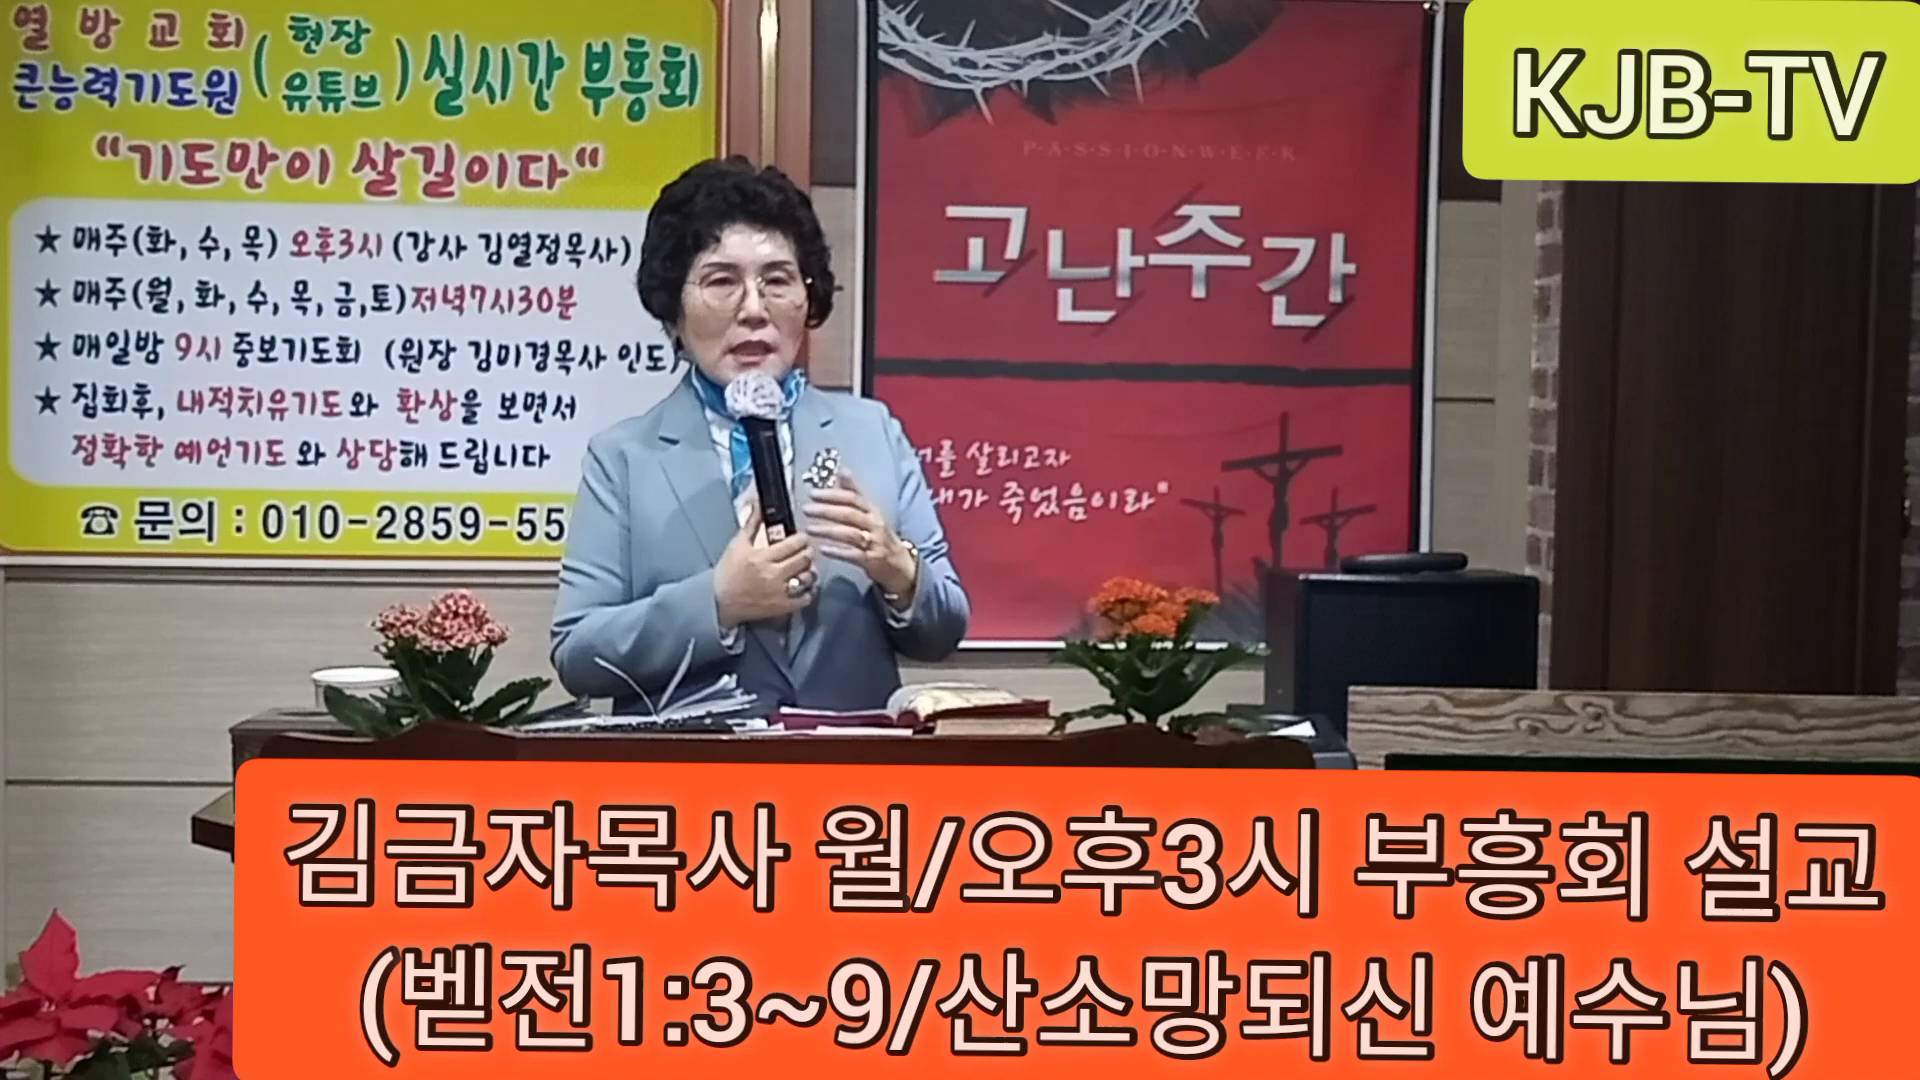 열방교회
큰능력기도원
(현장
유튜브)
실시간 부흥회
“기도만이 살길이다“
★ 매주(화, 수, 목) 오후3시 (강사 김열정목사)
★ 매주(월, 화, 수, 목, 금,토)저녁7시30분
★ 매일밤 9시 중보기도회 (원장 김미경목사 인도)
★ 집회후, 내적치유기도와 환상을 보면서
정확한 예언기도 와 상담해 드립니다
☎ 문의 : 010-2859-55
P·A·S·S·I·O·N·W·E·E·K
고난주간
너를 살리고자
내가 죽었음이라"
KJB-TV
김금자목사 월/오후3시 부흥회 설교
(벧전1:3~9/산소망되신 예수님)